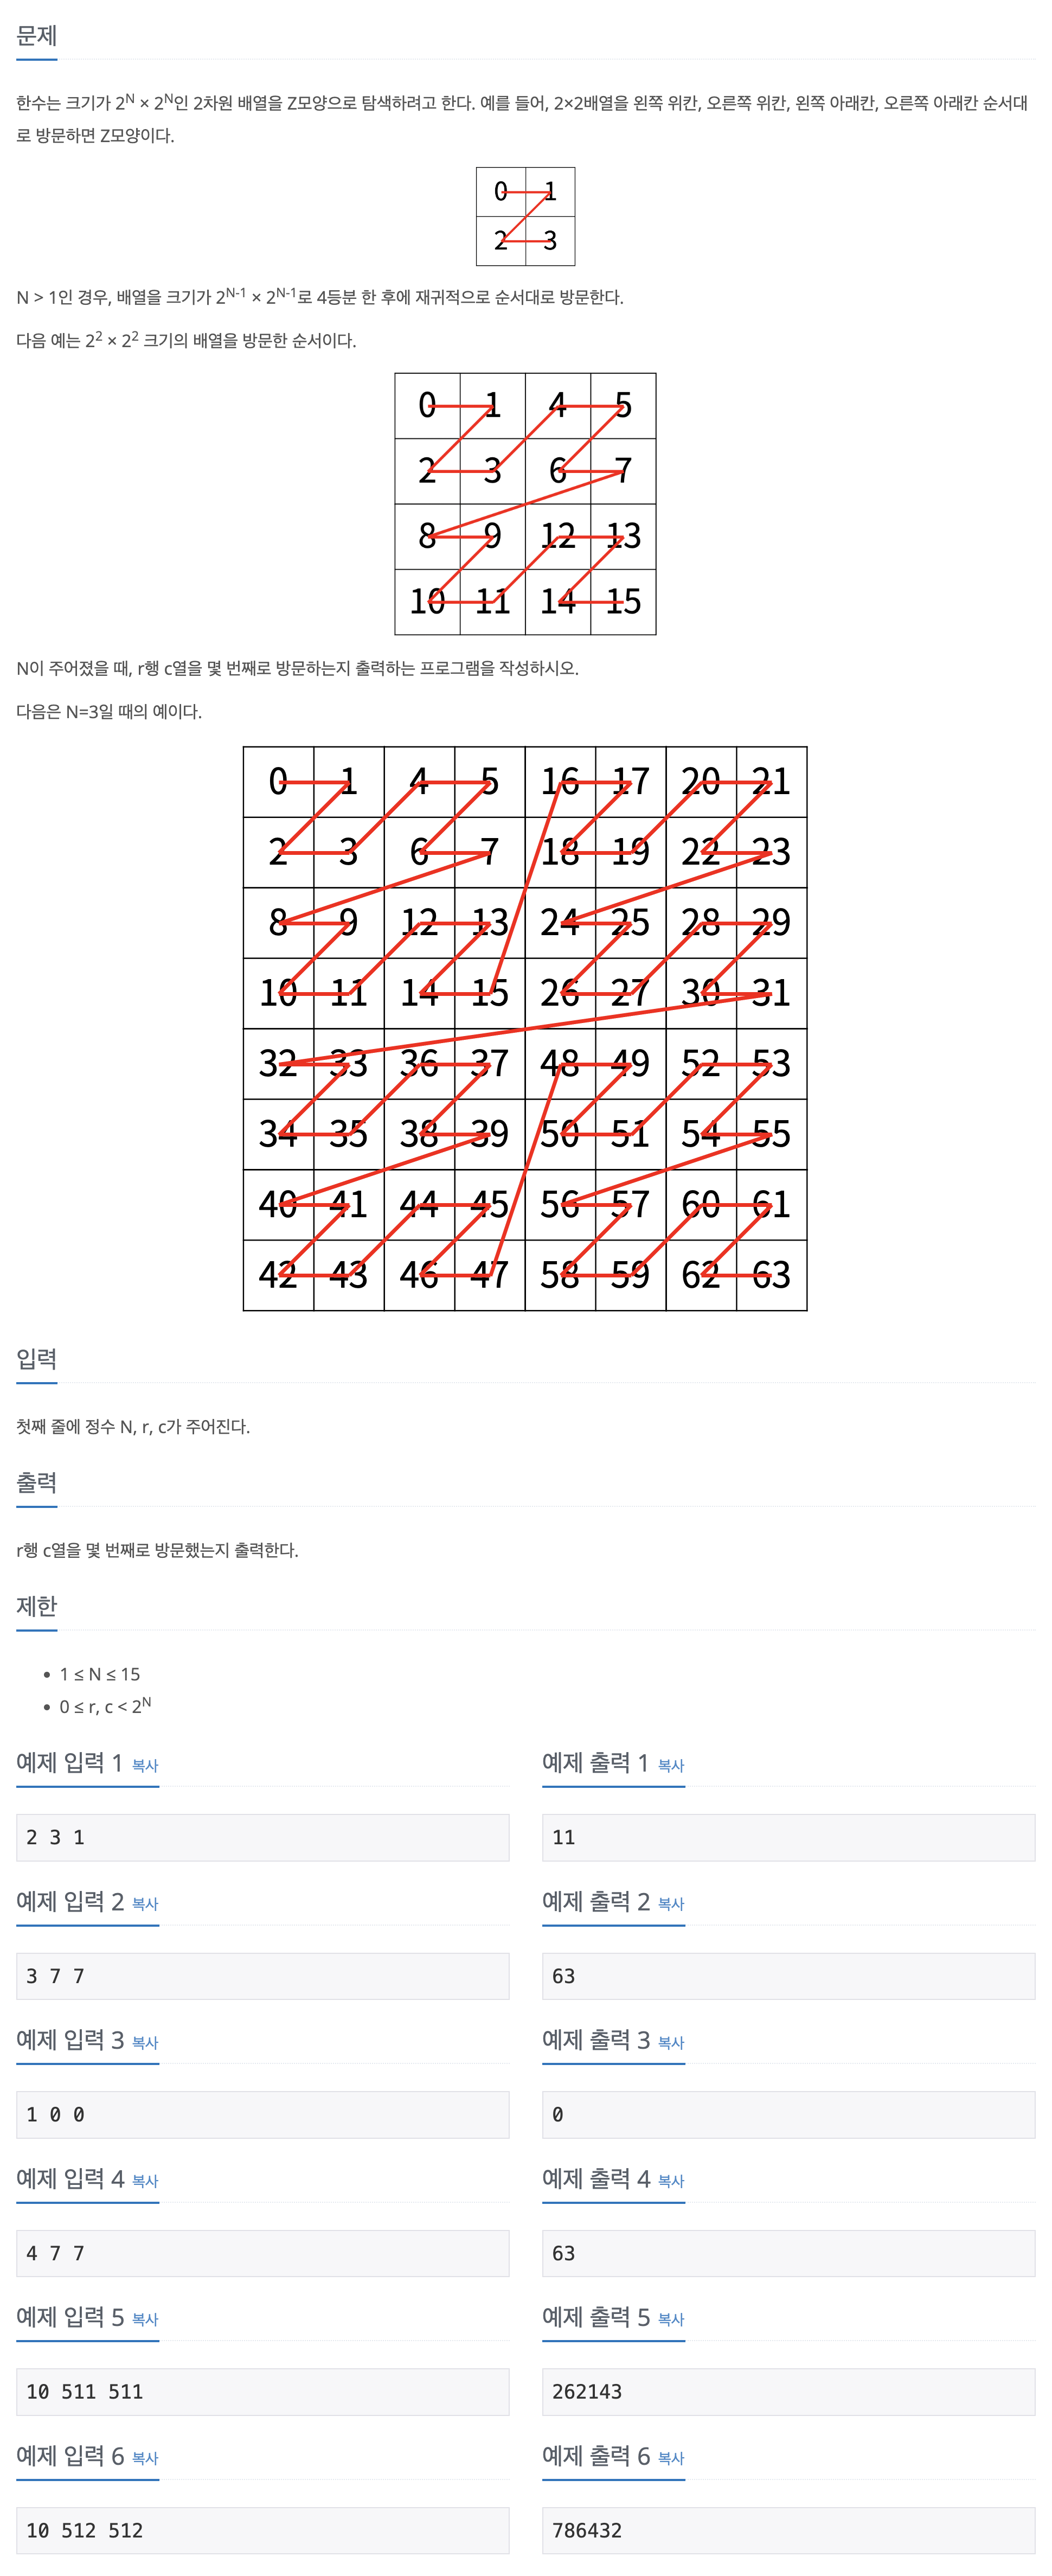 문제
한수는 크기가 2^N × 2^N인 2차원 배열을 Z모양으로 탐색하려고 한다. 예를 들어, 2×2배열을 왼쪽 위칸, 오른쪽 위칸, 왼쪽 아래칸, 오른쪽 아래칸 순서대
로 방문하면 Z모양이다.
0 1
2 3
N > 1인 경우, 배열을 크기가 2^N-1 × 2^N-1로 4등분 한 후에 재귀적으로 순서대로 방문한다.
다음 예는 2^2 × 2^2 크기의 배열을 방문한 순서이다.
0 1 4 5
2 3 6 7
8 9 12 13
10 11 14 15
N이 주어졌을 때, r행 c열을 몇 번째로 방문하는지 출력하는 프로그램을 작성하시오.
다음은 N=3일 때의 예이다.
0 1 4 5 16 17 20 21
2 3 6 7 18 19 22 23
8 9 12 13 24 25 28 29
10 11 14 15 26 27 30 31
32 33 36 37 48 49 52 53
34 35 38 39 50 51 54 55
40 41 44 45 56 57 60 61
42 43 46 47 58 59 62 63
입력
첫째 줄에 정수 N, r, c가 주어진다.
출력
r행 c열을 몇 번째로 방문했는지 출력한다.
제한
• 1 ≤ N ≤ 15
• 0 ≤ r, c < 2^N
예제 입력 1 복사 예제 출력 1 복사
2 3 1 11
예제 입력 2 복사 예제 출력 2 복사
3 7 7 63
예제 입력 3 복사 예제 출력 3 복사
1 0 0 0
예제 입력 4 복사 예제 출력 4 복사
4 7 7 63
예제 입력 5 복사 예제 출력 5 복사
10 511 511 262143
예제 입력 6 복사 예제 출력 6 복사
10 512 512 786432